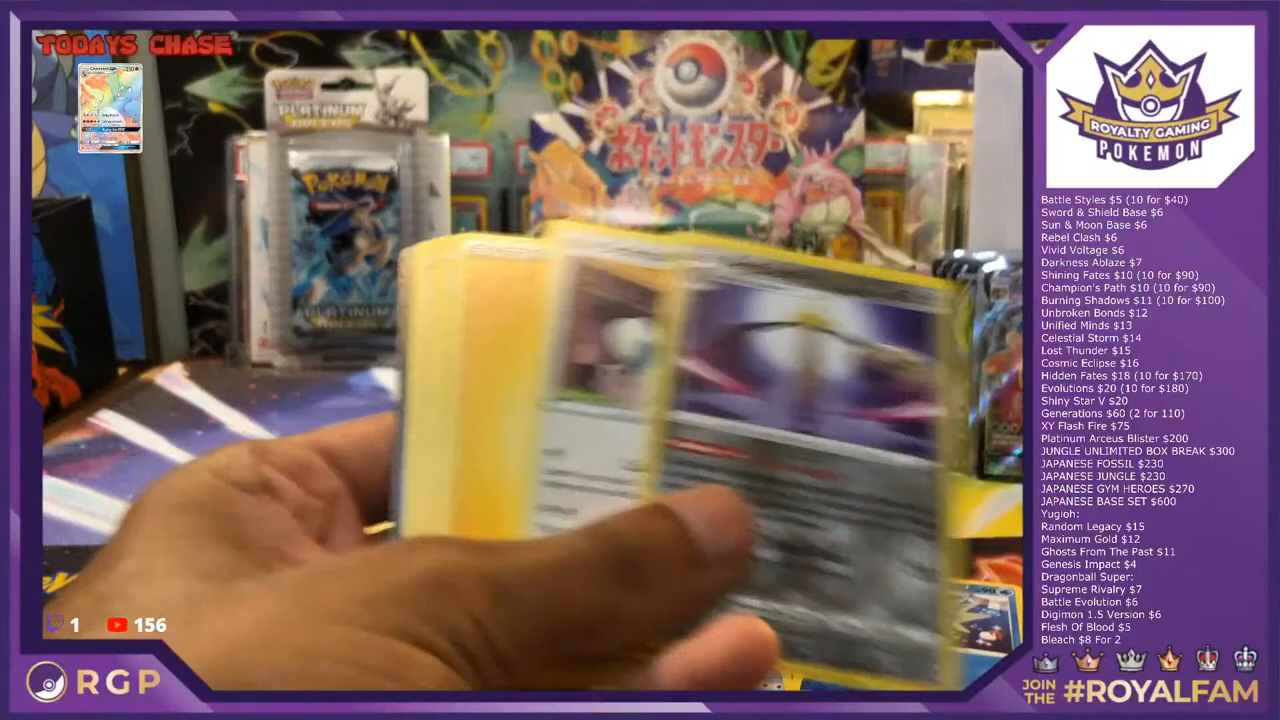 TODAYS CHASE
POKEMON
PLATINUM
ポケットモンスター
ROYALTY GAMING
POKEMON
Battle Styles $5 (10 for $40)
Sword & Shield Base $6
Sun & Moon Base $6
Rebel Clash $6
Vivid Voltage $6
Darkness Ablaze $7
Shining Fates $10 (10 for $90)
Champion's Path $10 (10 for $90)
Burning Shadows $11 (10 for $100)
Unbroken Bonds $12
Unified Minds $13
Celestial Storm $14
Lost Thunder $15
Cosmic Eclipse $16
Hidden Fates $18 (10 for $170)
Evolutions $20 (10 for $180)
Shiny Star V $20
Generations $60 (2 for 110)
XY Flash Fire $75
Platinum Arceus Blister $200
JUNGLE UNLIMITED BOX BREAK $300
JAPANESE FOSSIL $230
JAPANESE JUNGLE $230
JAPANESE GYM HEROES $270
JAPANESE BASE SET $600
Yugioh:
Random Legacy $15
Maximum Gold $12
Ghosts From The Past $11
Genesis Impact $4
Dragonball Super:
Supreme Rivalry $7
Battle Evolution $6
Digimon 1.5 Version $6
Flesh Of Blood $5
Bleach $8 For 2
1 156
RGP
JOIN THE #ROYALFAM